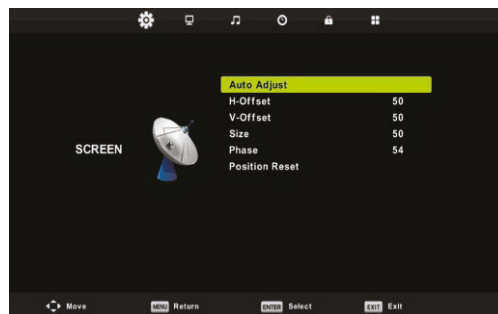 Auto Adjust
H-Offset 50
V-Offset 50
Size 50
SCREEN Phase 54
Position Reset
Move MENU Return ENTER Select EXIT Exit